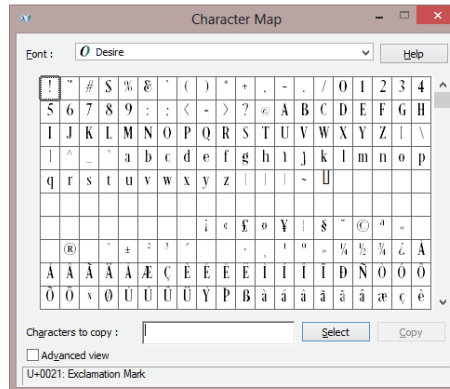 Character Map
Font : O Desire Help
! " # $ % & ' ( ) * + , - . / 0 1 2 3 4
5 6 7 8 9 : ; < = > ? @ A B C D E F G H
I J K L M N O P Q R S T U V W X Y Z [ \
] ^ _ ` a b c d e f g h i j k l m n o p
q r s t u v w x y z { | } ~
¡ ¢ £ ¤ ¥ ¦ § ¨ © ª «
® ¯ ° ± ² ³ ´ · ¸ ¹ º » ¼ ½ ¾ ¿ À
Á Â Ã Ä Å Æ Ç È É Ê Ë Ì Í Î Ï Ð Ñ Ò Ó Ô
Õ Ö × Ø Ù Ú Û Ü Ý Þ ß à á â ã ä å æ ç è
Characters to copy : Select Copy
Advanced view
U+0021: Exclamation Mark